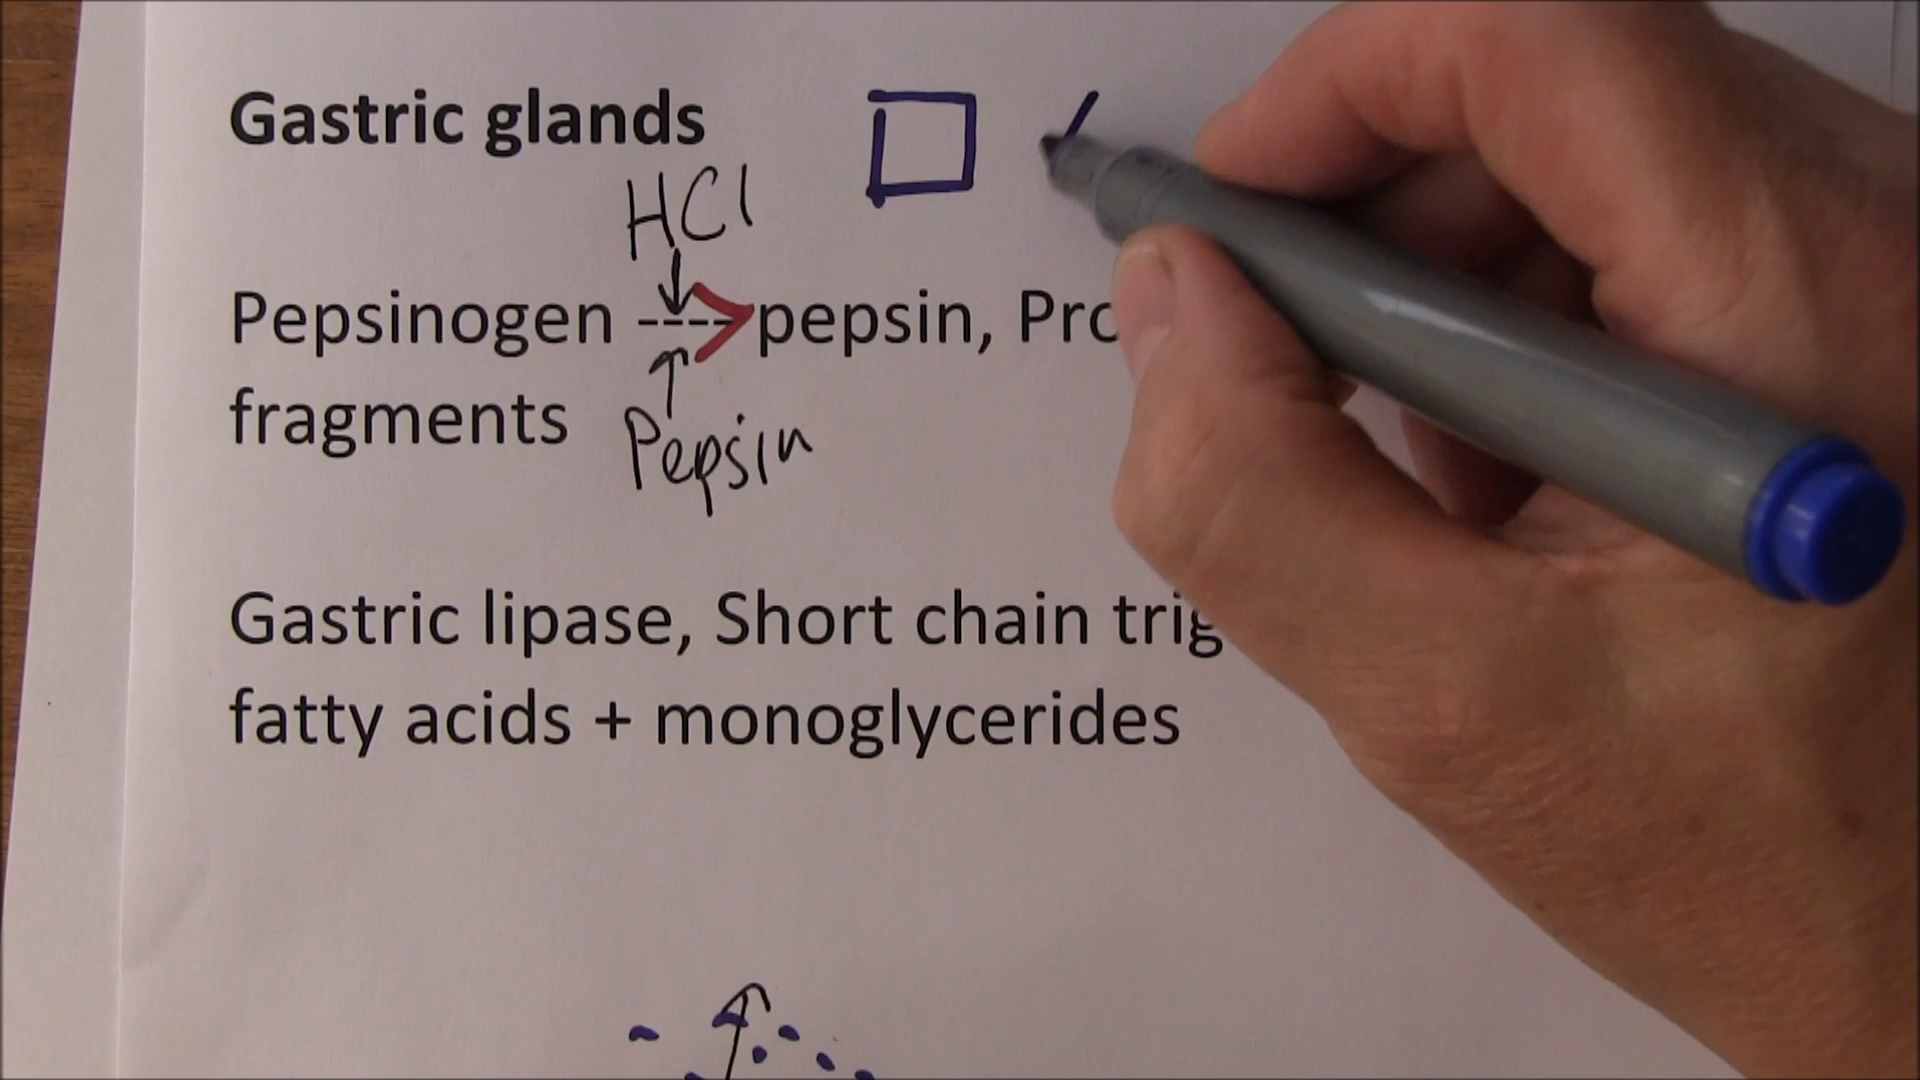 Gastric glands
HCl
Pepsinogen ----> pepsin, Pro
fragments
Pepsin
Gastric lipase, Short chain trig
fatty acids + monoglycerides